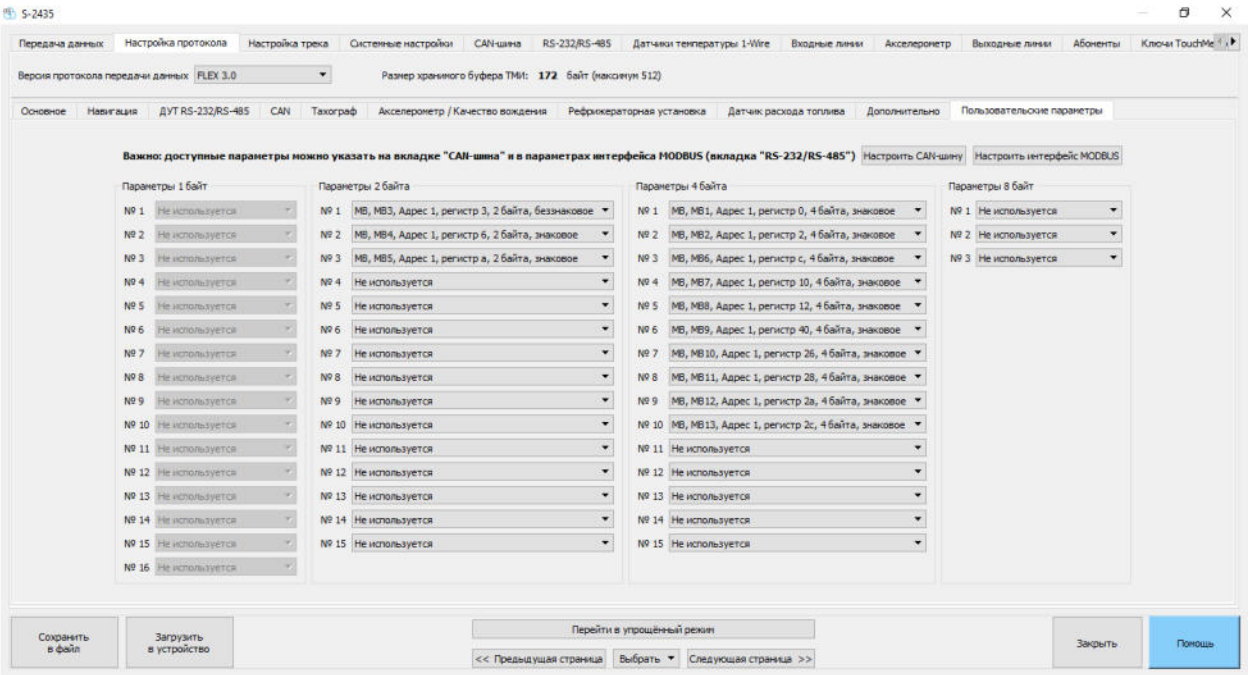 S-2435
Передача данных Настройка протокола Настройка трека Системные настройки CAN-шина RS-232/RS-485 Датчики температуры 1-Wire Входные линии Акселерометр Выходные линии Абоненты Ключи TouchMe
Версия протокола передачи данных FLEX 3.0 Размер хранимого буфера ТМИ: 172 байт (максимум 512)
Основное Навигация ДУТ RS-232/RS-485 CAN Тахограф Акселерометр / Качество вождения Рефрижераторная установка Датчик расхода топлива Дополнительно Пользовательские параметры
Важно: доступные параметры можно указать на вкладке "CAN-шина" и в параметрах интерфейса MODBUS (вкладка "RS-232/RS-485") Настроить CAN-шину Настроить интерфейс MODBUS
Параметры 1 байт Параметры 2 байта Параметры 4 байта Параметры 8 байт
№ 1 Не используется № 1 MB, MB3, Адрес 1, регистр 3, 2 байта, беззнаковое № 1 MB, MB1, Адрес 1, регистр 0, 4 байта, знаковое № 1 Не используется
№ 2 Не используется № 2 MB, MB4, Адрес 1, регистр 6, 2 байта, знаковое № 2 MB, MB2, Адрес 1, регистр 2, 4 байта, знаковое № 2 Не используется
№ 3 Не используется № 3 MB, MB5, Адрес 1, регистр a, 2 байта, знаковое № 3 MB, MB6, Адрес 1, регистр c, 4 байта, знаковое № 3 Не используется
№ 4 Не используется № 4 Не используется № 4 MB, MB7, Адрес 1, регистр 10, 4 байта, знаковое
№ 5 Не используется № 5 Не используется № 5 MB, MB8, Адрес 1, регистр 12, 4 байта, знаковое
№ 6 Не используется № 6 Не используется № 6 MB, MB9, Адрес 1, регистр 40, 4 байта, знаковое
№ 7 Не используется № 7 Не используется № 7 MB, MB10, Адрес 1, регистр 26, 4 байта, знаковое
№ 8 Не используется № 8 Не используется № 8 MB, MB11, Адрес 1, регистр 28, 4 байта, знаковое
№ 9 Не используется № 9 Не используется № 9 MB, MB12, Адрес 1, регистр 2a, 4 байта, знаковое
№ 10 Не используется № 10 Не используется № 10 MB, MB13, Адрес 1, регистр 2c, 4 байта, знаковое
№ 11 Не используется № 11 Не используется № 11 Не используется
№ 12 Не используется № 12 Не используется № 12 Не используется
№ 13 Не используется № 13 Не используется № 13 Не используется
№ 14 Не используется № 14 Не используется № 14 Не используется
№ 15 Не используется № 15 Не используется № 15 Не используется
№ 16 Не используется
Сохранить в файл Загрузить в устройство Перейти в упрощённый режим Закрыть Помощь
<< Предыдущая страница Выбрать Следующая страница >>